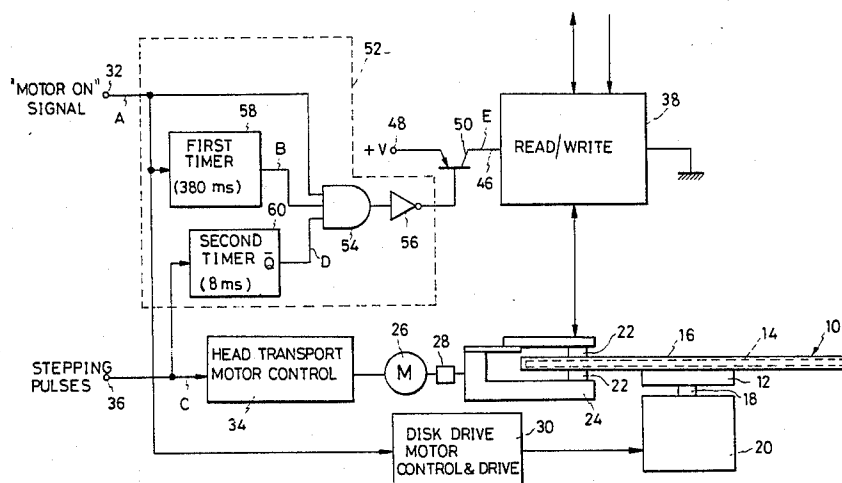 52
32
"MOTOR ON"
SIGNAL
A
58
FIRST
TIMER
(380 ms)
B
48
+V
50
E
46
38
READ/WRITE
54
56
60
SECOND
TIMER Q̄
(8 ms)
D
STEPPING
PULSES
36
C
HEAD TRANSPORT
MOTOR CONTROL
34
26
M
28
22
22
24
16
14
10
12
18
20
30
DISK DRIVE
MOTOR
CONTROL & DRIVE